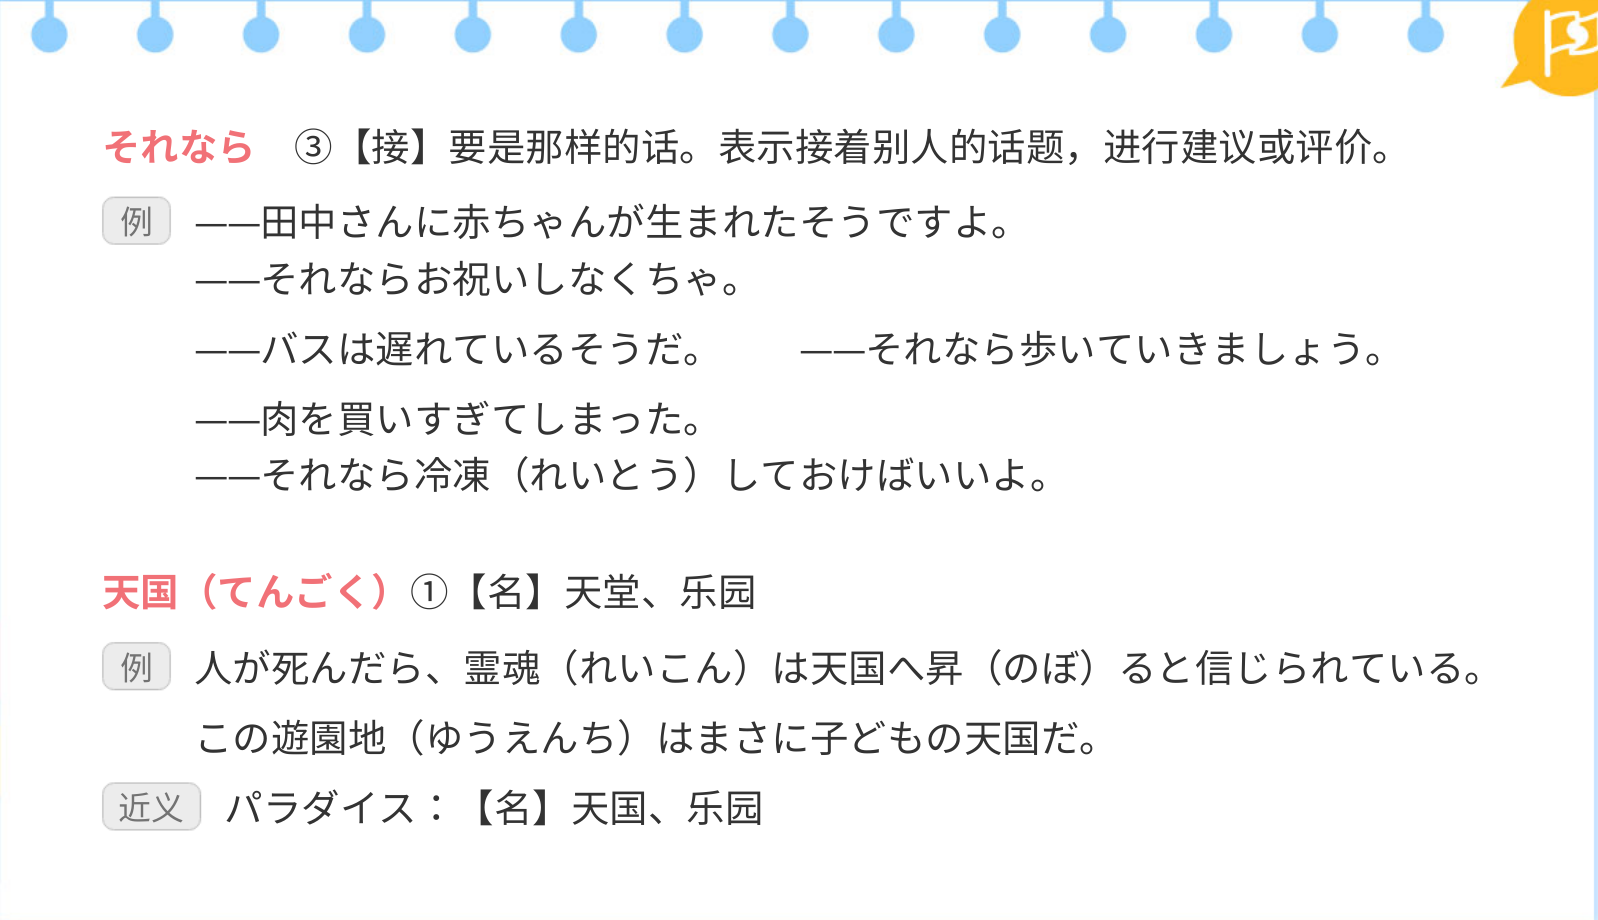 それなら ③【接】要是那样的话。表示接着别人的话题，进行建议或评价。
例 ——田中さんに赤ちゃんが生まれたそうですよ。
——それならお祝いしなくちゃ。
——バスは遅れているそうだ。 ——それなら歩いていきましょう。
——肉を買いすぎてしまった。
——それなら冷凍（れいとう）しておけばいいよ。
天国（てんごく）①【名】天堂、乐园
例 人が死んだら、霊魂（れいこん）は天国へ昇（のぼ）ると信じられている。
この遊園地（ゆうえんち）はまさに子どもの天国だ。
近义 パラダイス：【名】天国、乐园